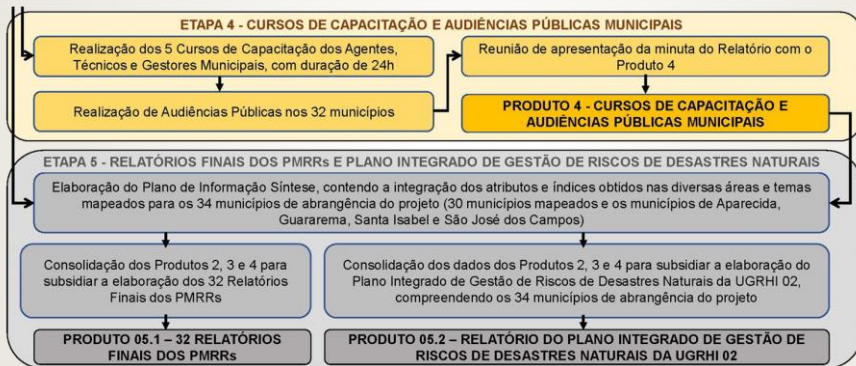 ETAPA 4 - CURSOS DE CAPACITAÇÃO E AUDIÊNCIAS PÚBLICAS MUNICIPAIS
Realização dos 5 Cursos de Capacitação dos Agentes,
Técnicos e Gestores Municipais, com duração de 24h
Realização de Audiências Públicas nos 32 municípios
Reunião de apresentação da minuta do Relatório com o
Produto 4
PRODUTO 4 - CURSOS DE CAPACITAÇÃO E
AUDIÊNCIAS PÚBLICAS MUNICIPAIS
ETAPA 5 - RELATÓRIOS FINAIS DOS PMRRs E PLANO INTEGRADO DE GESTÃO DE RISCOS DE DESASTRES NATURAIS
Elaboração do Plano de Informação Síntese, contendo a integração dos atributos e índices obtidos nas diversas áreas e temas
mapeados para os 34 municípios de abrangência do projeto (30 municípios mapeados e os municípios de Aparecida,
Guararema, Santa Isabel e São José dos Campos)
Consolidação dos Produtos 2, 3 e 4 para
subsidiar a elaboração dos 32 Relatórios
Finais dos PMRRs
Consolidação dos dados dos Produtos 2, 3 e 4 para subsidiar a elaboração do
Plano Integrado de Gestão de Riscos de Desastres Naturais da UGRHI 02,
compreendendo os 34 municípios de abrangência do projeto
PRODUTO 05.1 – 32 RELATÓRIOS
FINAIS DOS PMRRs
PRODUTO 05.2 – RELATÓRIO DO PLANO INTEGRADO DE GESTÃO DE
RISCOS DE DESASTRES NATURAIS DA UGRHI 02